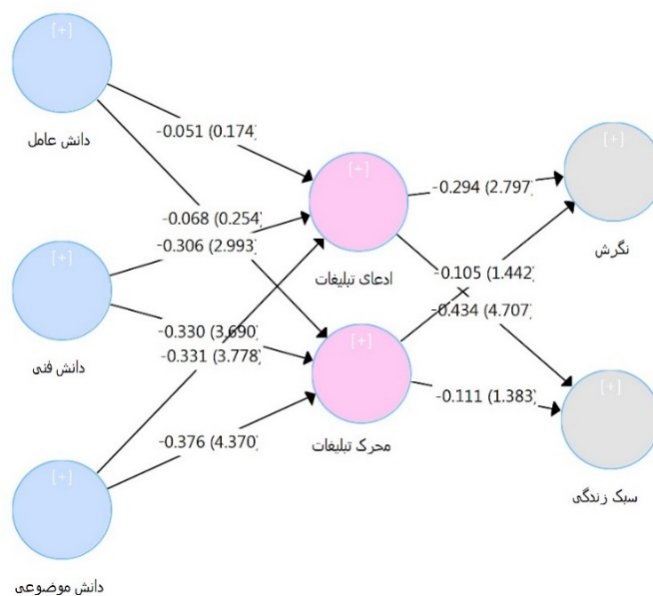 [+]
دانش عامل
[+]
دانش فنی
[+]
دانش موضوعی
-0.051 (0.174)
-0.068 (0.254)
-0.306 (2.993)
-0.330 (3.690)
-0.331 (3.778)
-0.376 (4.370)
[+]
ادعای تبلیغات
[+]
محرک تبلیغات
-0.294 (2.797)
-0.105 (1.442)
-0.434 (4.707)
-0.111 (1.383)
[+]
نگرش
[+]
سبک زندگی